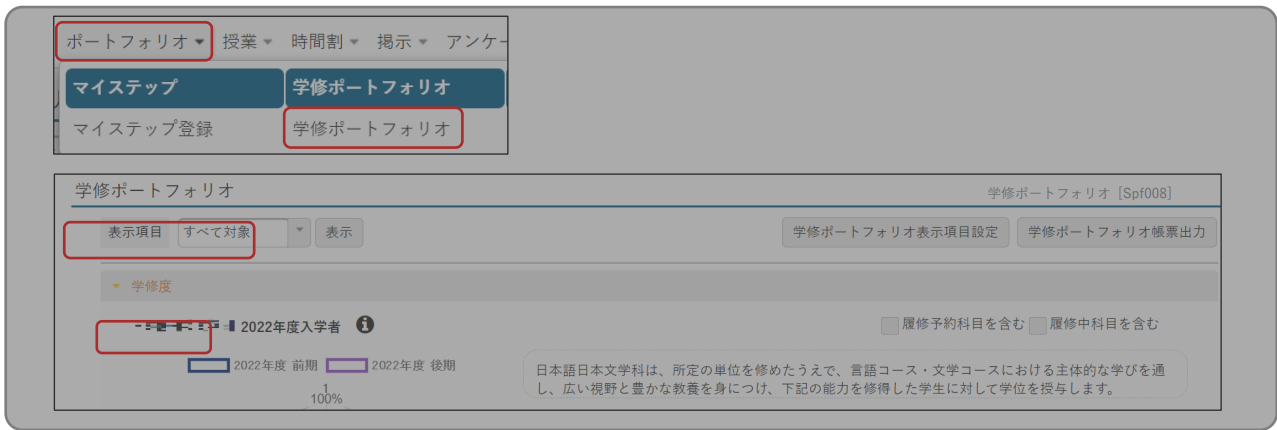 ポートフォリオ 授業 時間割 掲示 アンケー
マイステップ 学修ポートフォリオ
マイステップ登録 学修ポートフォリオ
学修ポートフォリオ 学修ポートフォリオ [Spf008]
表示項目 すべて対象 表示 学修ポートフォリオ表示項目設定 学修ポートフォリオ帳票出力
学修度
2022年度入学者 履修予約科目を含む 履修中科目を含む
2022年度 前期 2022年度 後期
日本語日本文学科は、所定の単位を修めたうえで、言語コース・文学コースにおける主体的な学びを通
し、広い視野と豊かな教養を身につけ、下記の能力を修得した学生に対して学位を授与します。
1
100%